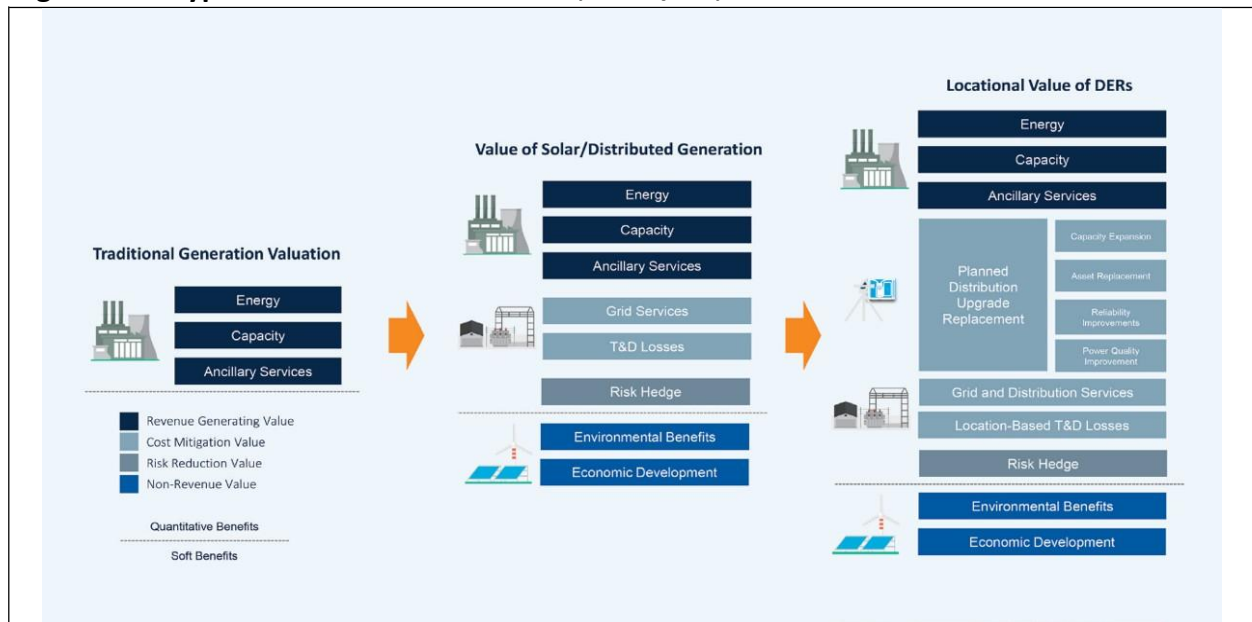 Traditional Generation Valuation
Energy
Capacity
Ancillary Services
Revenue Generating Value
Cost Mitigation Value
Risk Reduction Value
Non-Revenue Value
Quantitative Benefits
Soft Benefits
Value of Solar/Distributed Generation
Energy
Capacity
Ancillary Services
Grid Services
T&D Losses
Risk Hedge
Environmental Benefits
Economic Development
Locational Value of DERs
Energy
Capacity
Ancillary Services
Planned
Distribution
Upgrade
Replacement
Capacity Expansion
Asset Replacement
Reliability
Improvements
Power Quality
Improvement
Grid and Distribution Services
Location-Based T&D Losses
Risk Hedge
Environmental Benefits
Economic Development